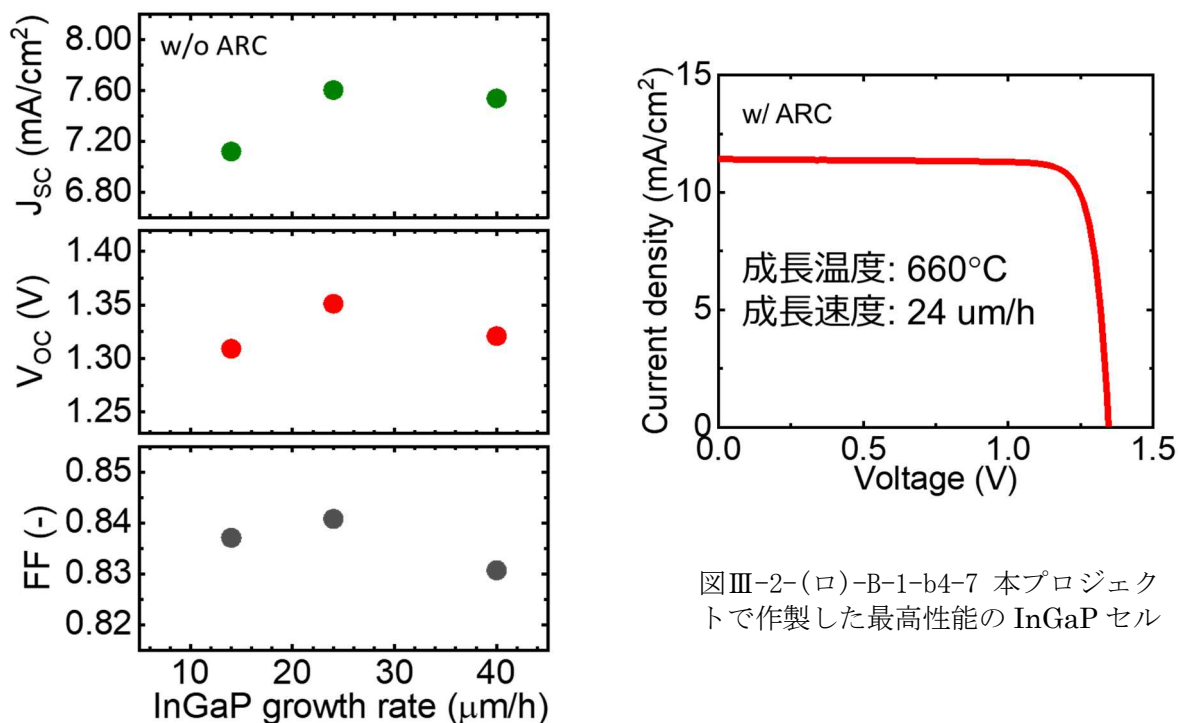 w/o ARC
J_SC (mA/cm²)
8.00
7.60
7.20
6.80
V_OC (V)
1.40
1.35
1.30
1.25
FF (-)
0.85
0.84
0.83
0.82
10 20 30 40
InGaP growth rate (μm/h)
Current density (mA/cm²)
15
10
5
0
w/ ARC
成長温度: 660°C
成長速度: 24 um/h
0.0 0.5 1.0 1.5
Voltage (V)
図Ⅲ-2-(ロ)-B-1-b4-7 本プロジェク
トで作製した最高性能の InGaP セル